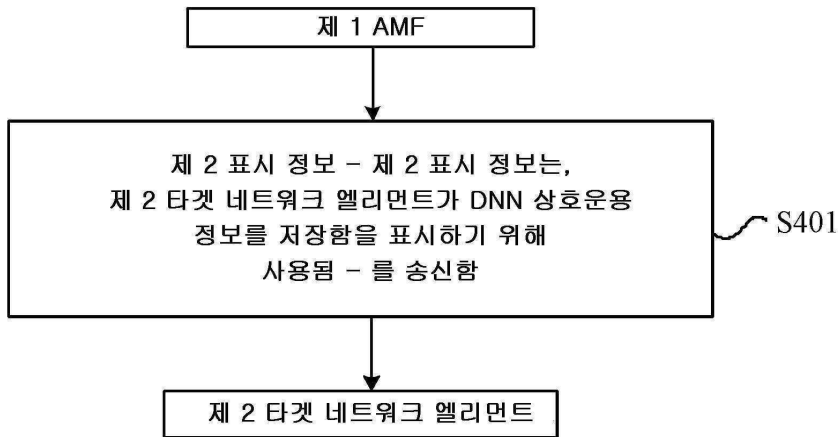 제 1 AMF
제 2 표시 정보 – 제 2 표시 정보는,
제 2 타겟 네트워크 엘리먼트가 DNN 상호운용
정보를 저장함을 표시하기 위해
사용됨 – 를 송신함
S401
제 2 타겟 네트워크 엘리먼트